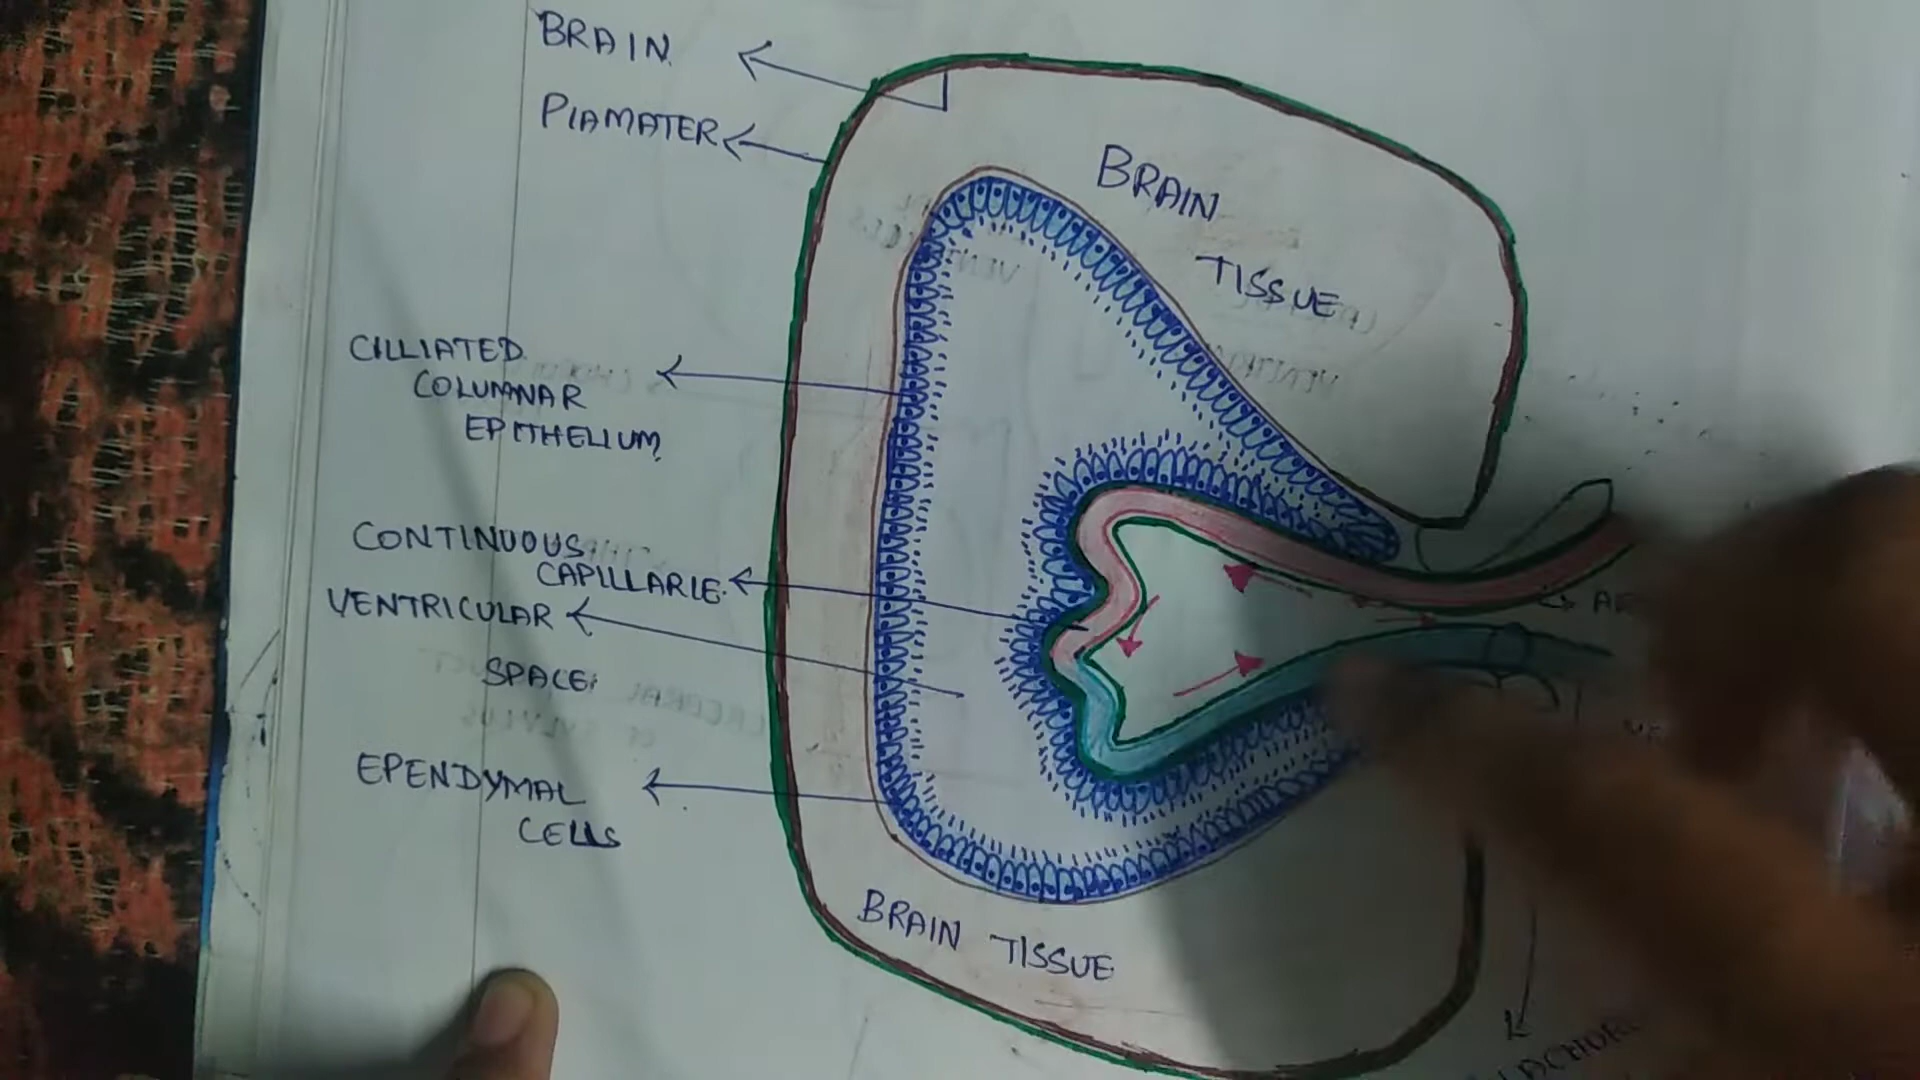 BRAIN
PIAMATER
BRAIN
TISSUE
CILLIATED
COLUMNAR
EPITHELIUM
CONTINUOUS
CAPILLARIE
VENTRICULAR
SPACE
EPENDYMAL
CELLS
BRAIN TISSUE